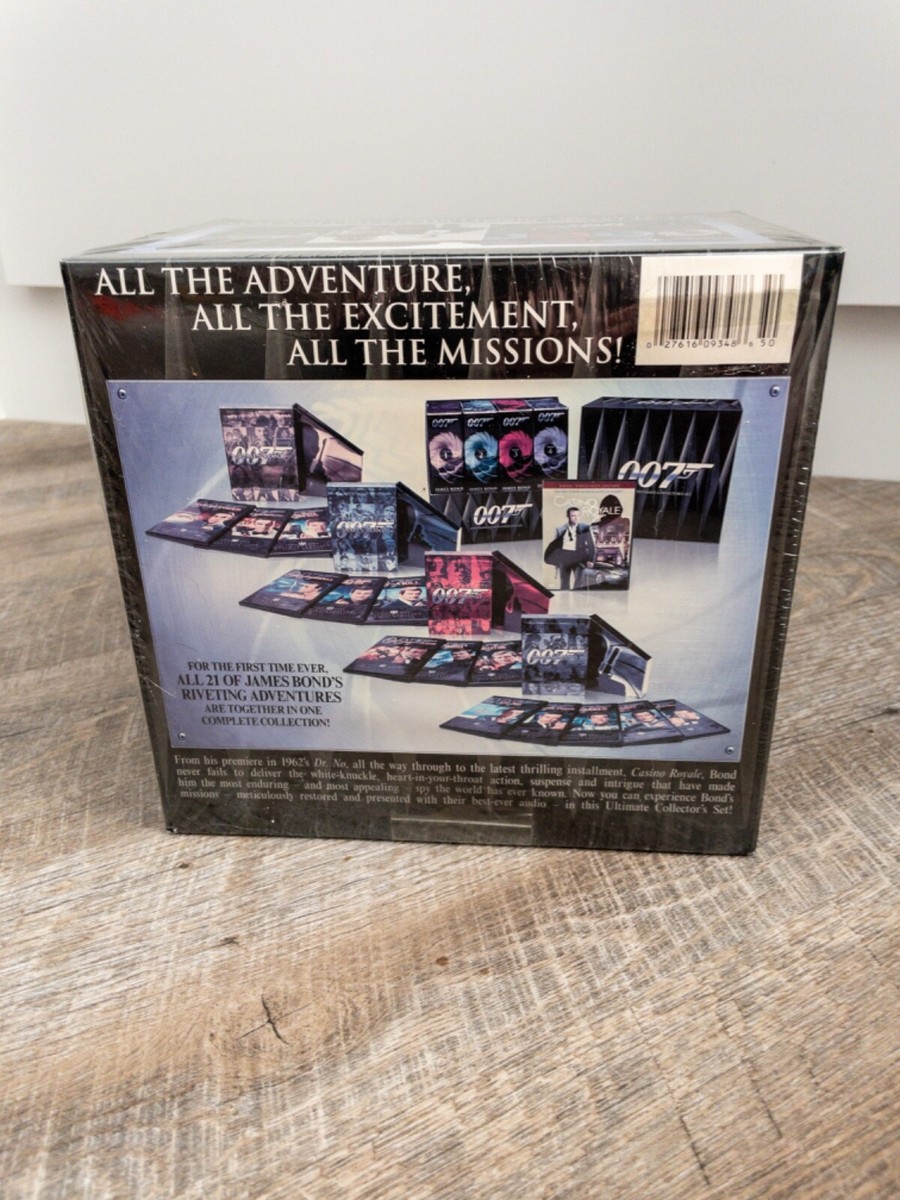 ALL THE ADVENTURE,
ALL THE EXCITEMENT,
ALL THE MISSIONS!
0 27616 09348 6 50
007
007 007 007 007
007
007
CASINO
ROYALE
007
007
007
007
FOR THE FIRST TIME EVER,
ALL 21 OF JAMES BOND'S
RIVETING ADVENTURES
ARE TOGETHER IN ONE
COMPLETE COLLECTION!
From his premiere in 1962's Dr. No, all the way through to the latest thrilling installment, Casino Royale, Bond
never fails to deliver the white-knuckle, heart-in-your-throat action, suspense and intrigue that have made
him the most enduring – and most appealing – spy the world has ever known. Now you can experience Bond's
missions – meticulously restored and presented with their best-ever audio – in this Ultimate Collector's Set!